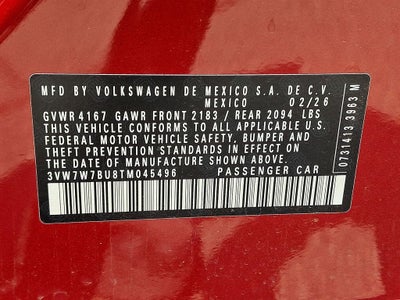 MFD BY VOLKSWAGEN DE MEXICO S.A. DE C.V.
MEXICO 02/26
GVWR 4167 GAWR FRONT 2183 / REAR 2094 LBS
THIS VEHICLE CONFORMS TO ALL APPLICABLE U.S.
FEDERAL MOTOR VEHICLE SAFETY, BUMPER AND
THEFT PREVENTION STANDARDS IN EFFECT ON
THE DATE OF MANUFACTURE SHOWN ABOVE
3VW7W7BU8TM045496 PASSENGER CAR
0731413 3963 M